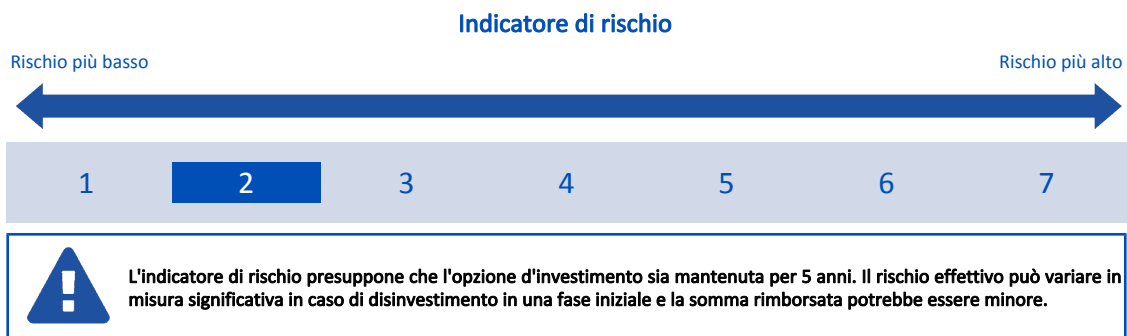 Indicatore di rischio
Rischio più basso
Rischio più alto
1 2 3 4 5 6 7
L'indicatore di rischio presuppone che l'opzione d'investimento sia mantenuta per 5 anni. Il rischio effettivo può variare in
misura significativa in caso di disinvestimento in una fase iniziale e la somma rimborsata potrebbe essere minore.